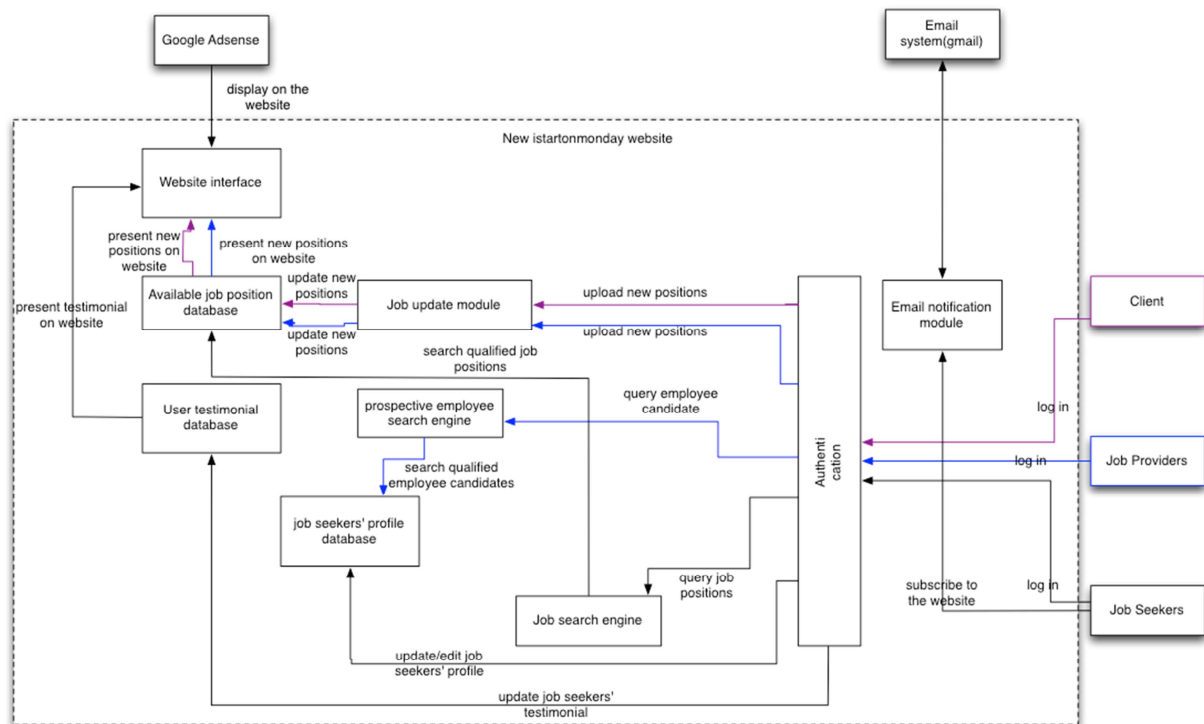 Google Adsense
Email
system(gmail)
display on the
website
New istartonmonday website
Website interface
present new
positions on
website
present new positions
on website
update new
positions
Available job position
database
Job update module
upload new positions
upload new positions
Email notification
module
Client
present testimonial
on website
update new
positions
search qualified job
positions
User testimonial
database
prospective employee
search engine
query employee
candidate
log in
Authenti
cation
log in
Job Providers
search qualified
employee candidates
job seekers' profile
database
query job
positions
subscribe to
the website
log in
Job Seekers
Job search engine
update/edit job
seekers' profile
update job seekers'
testimonial